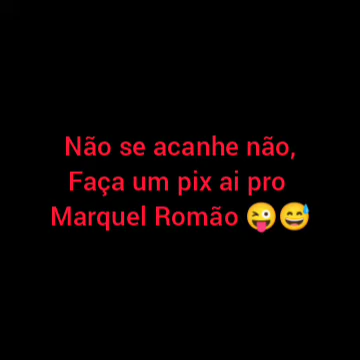 Não se acanhe não,
Faça um pix ai pro
Marquel Romão 😜😅